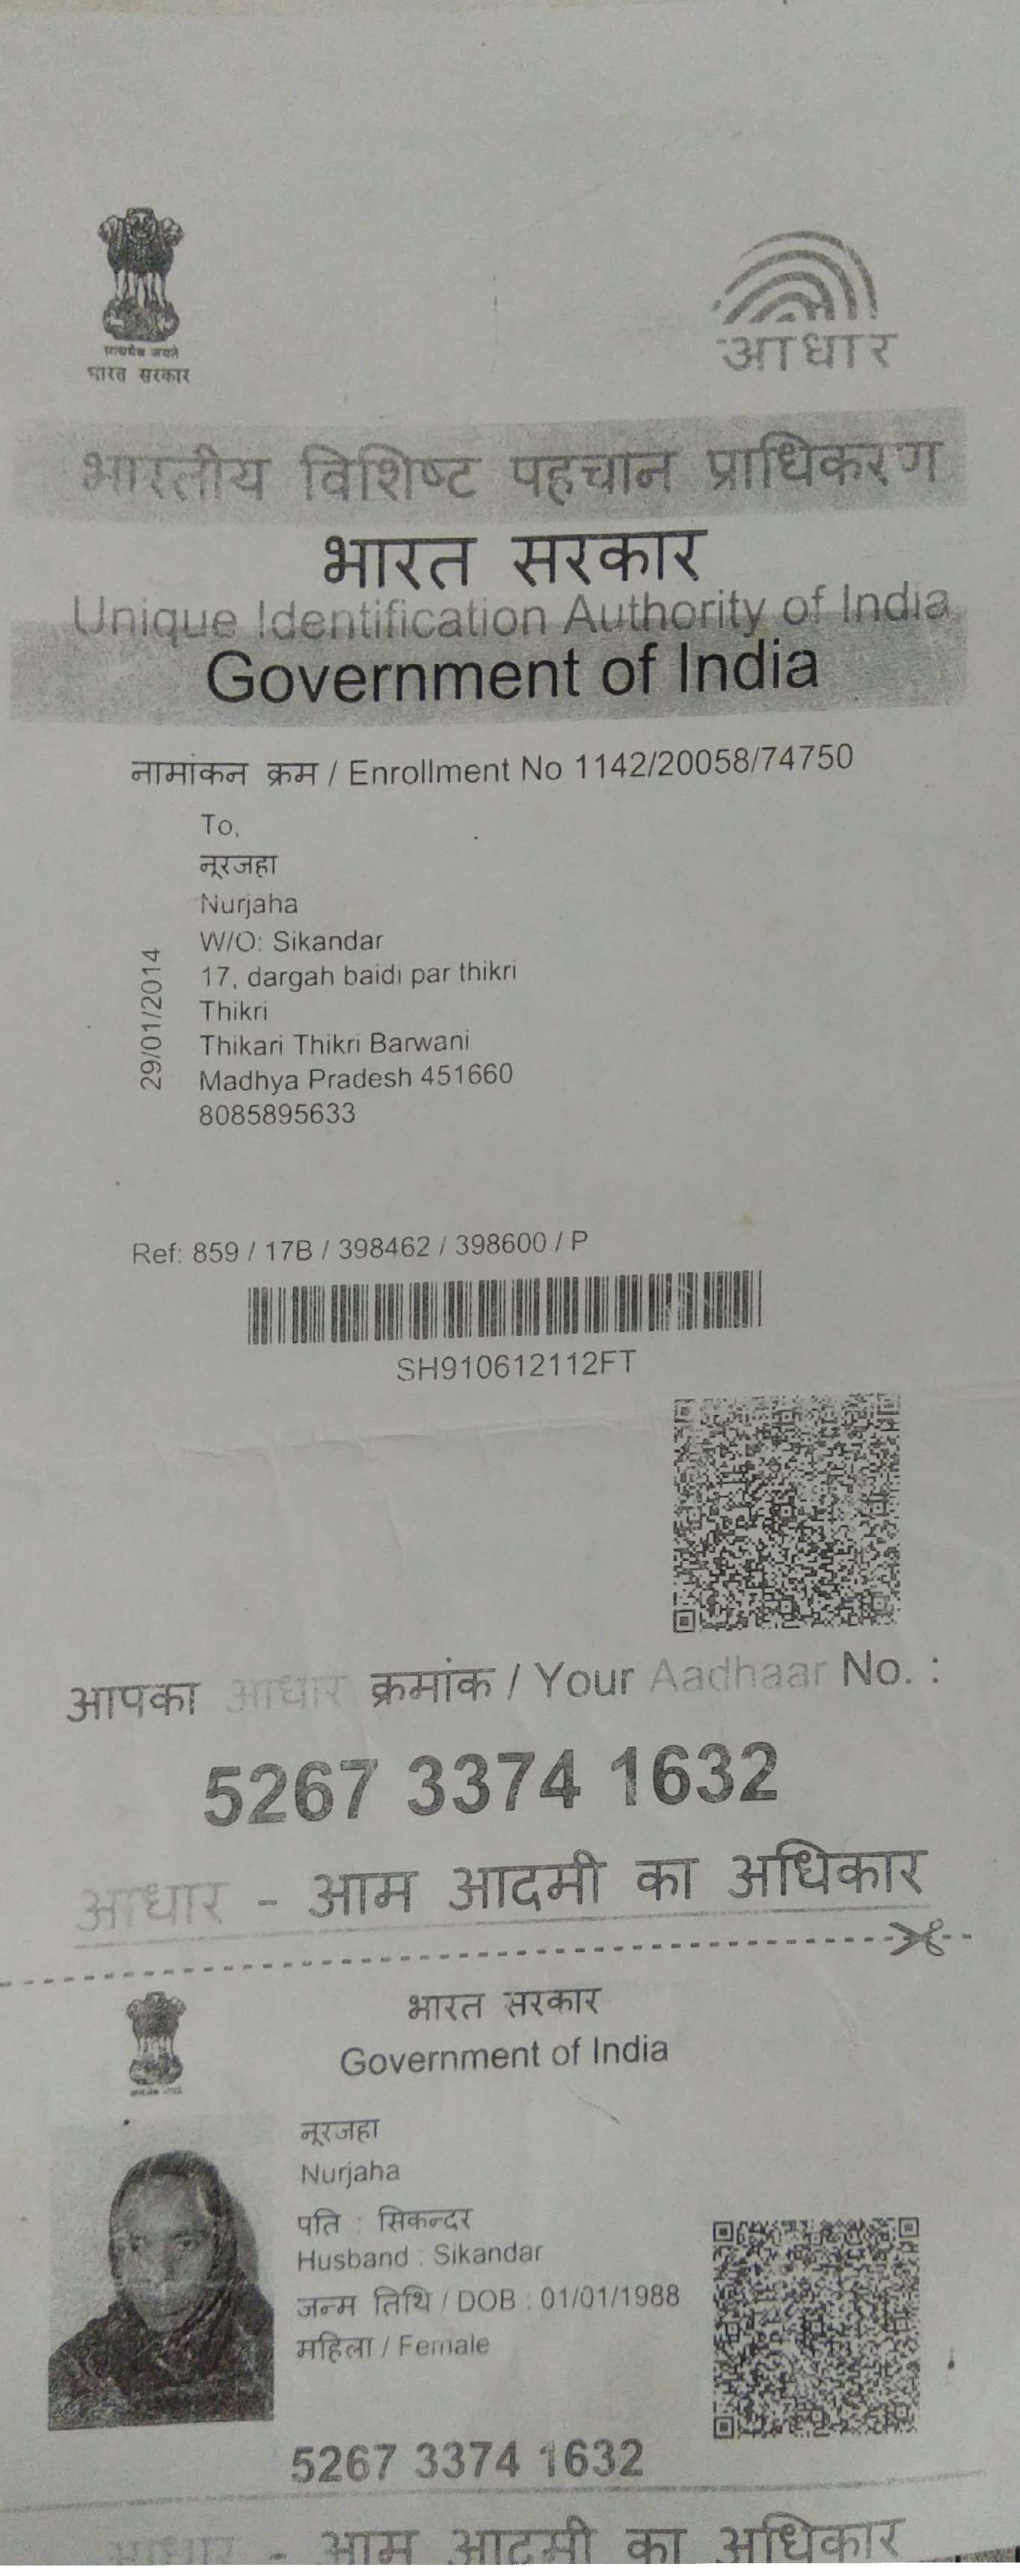 सत्यमेव जयते
भारत सरकार
आधार
भारतीय विशिष्ट पहचान प्राधिकरण
भारत सरकार
Unique Identification Authority of India
Government of India
नामांकन क्रम / Enrollment No 1142/20058/74750
To,
नूरजहा
Nurjaha
W/O: Sikandar
17, dargah baidi par thikri
Thikri
Thikari Thikri Barwani
Madhya Pradesh 451660
8085895633
29/01/2014
Ref: 859 / 17B / 398462 / 398600 / P
SH910612112FT
आपका आधार क्रमांक / Your Aadhaar No. :
5267 3374 1632
आधार - आम आदमी का अधिकार
भारत सरकार
Government of India
नूरजहा
Nurjaha
पति : सिकन्दर
Husband : Sikandar
जन्म तिथि / DOB : 01/01/1988
महिला / Female
5267 3374 1632
आधार - आम आदमी का अधिकार